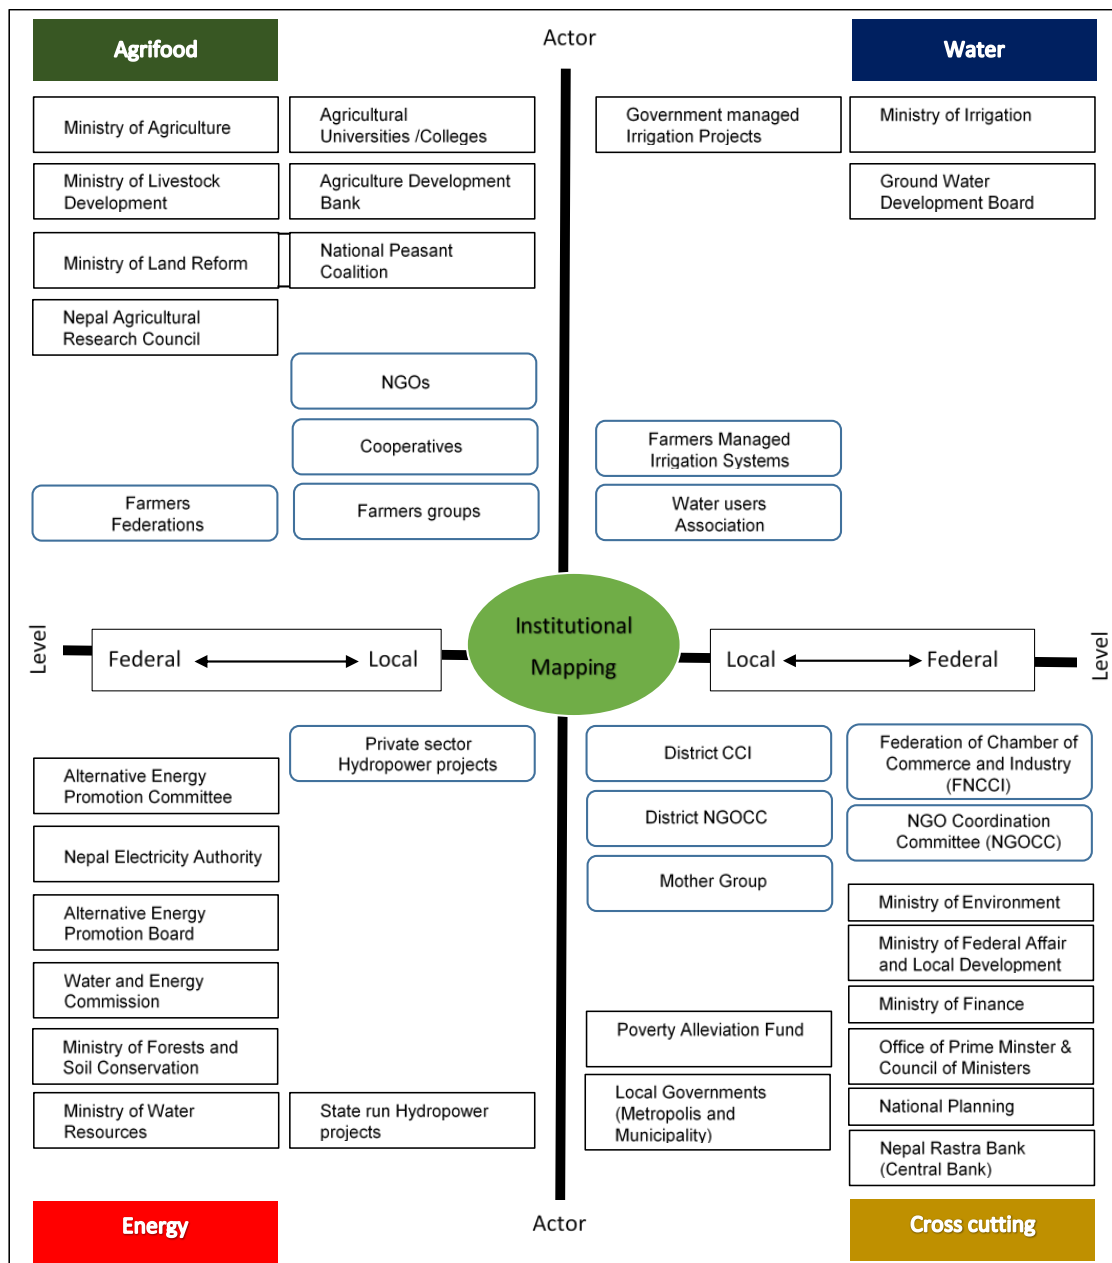 Agrifood
Actor
Water
Ministry of Agriculture
Agricultural
Universities /Colleges
Government managed
Irrigation Projects
Ministry of Irrigation
Ministry of Livestock
Development
Agriculture Development
Bank
Ground Water
Development Board
Ministry of Land Reform
National Peasant
Coalition
Nepal Agricultural
Research Council
NGOs
Cooperatives
Farmers Managed
Irrigation Systems
Farmers
Federations
Farmers groups
Water users
Association
Institutional
Mapping
Level
Federal
Local
Local
Federal
Level
Private sector
Hydropower projects
District CCI
Federation of Chamber of
Commerce and Industry
(FNCCI)
Alternative Energy
Promotion Committee
District NGOCC
NGO Coordination
Committee (NGOCC)
Nepal Electricity Authority
Mother Group
Ministry of Environment
Alternative Energy
Promotion Board
Ministry of Federal Affair
and Local Development
Water and Energy
Commission
Ministry of Finance
Poverty Alleviation Fund
Ministry of Forests and
Soil Conservation
Office of Prime Minster &
Council of Ministers
Ministry of Water
Resources
State run Hydropower
projects
Local Governments
(Metropolis and
Municipality)
National Planning
Nepal Rastra Bank
(Central Bank)
Energy
Actor
Cross cutting